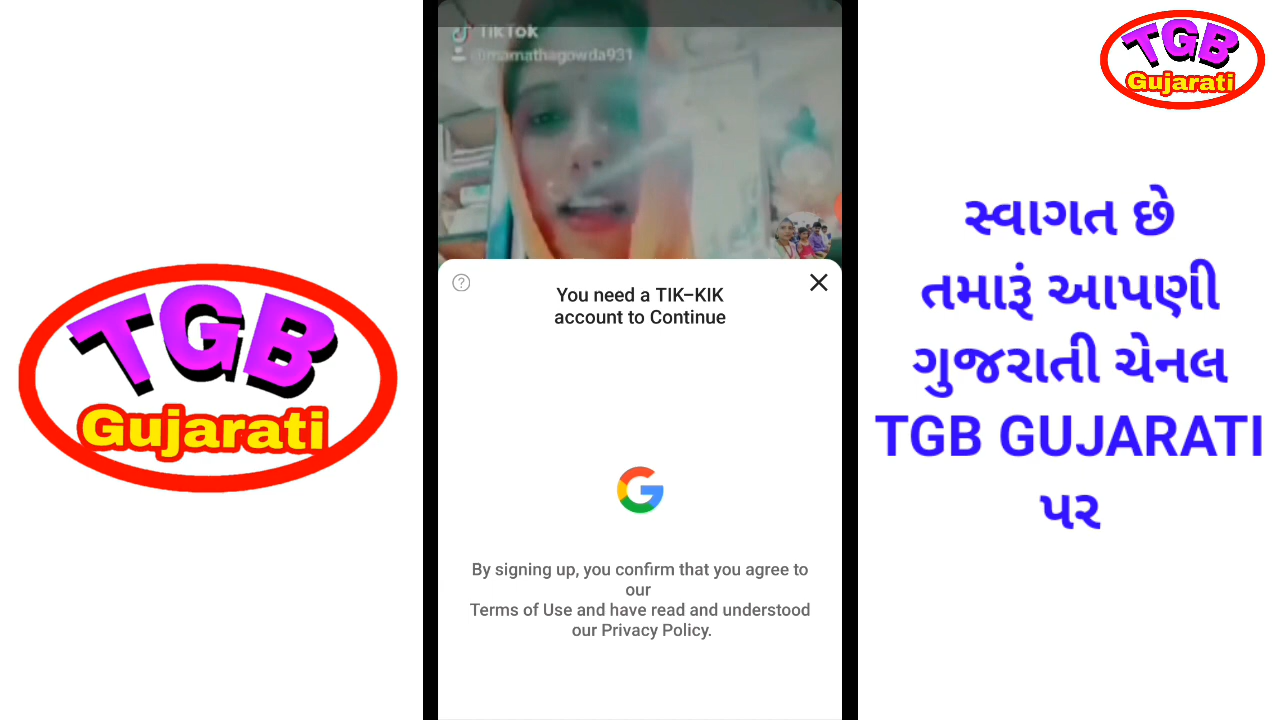 TGB
Gujarati
TikTok
@mamathagowda931
You need a TIK–KIK
account to Continue
By signing up, you confirm that you agree to
our
Terms of Use and have read and understood
our Privacy Policy.
TGB
Gujarati
સ્વાગત છે
તમારૂં આપણી
ગુજરાતી ચેનલ
TGB GUJARATI
પર